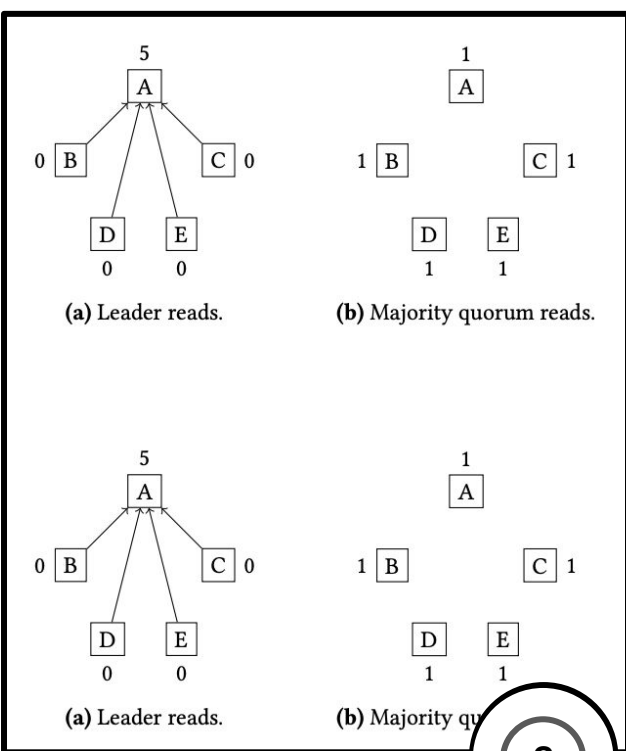 5 1
A A
0 B C 0 1 B C 1
D E D E
0 0 1 1
(a) Leader reads. (b) Majority quorum reads.
5 1
A A
0 B C 0 1 B C 1
D E D E
0 0 1 1
(a) Leader reads. (b) Majority